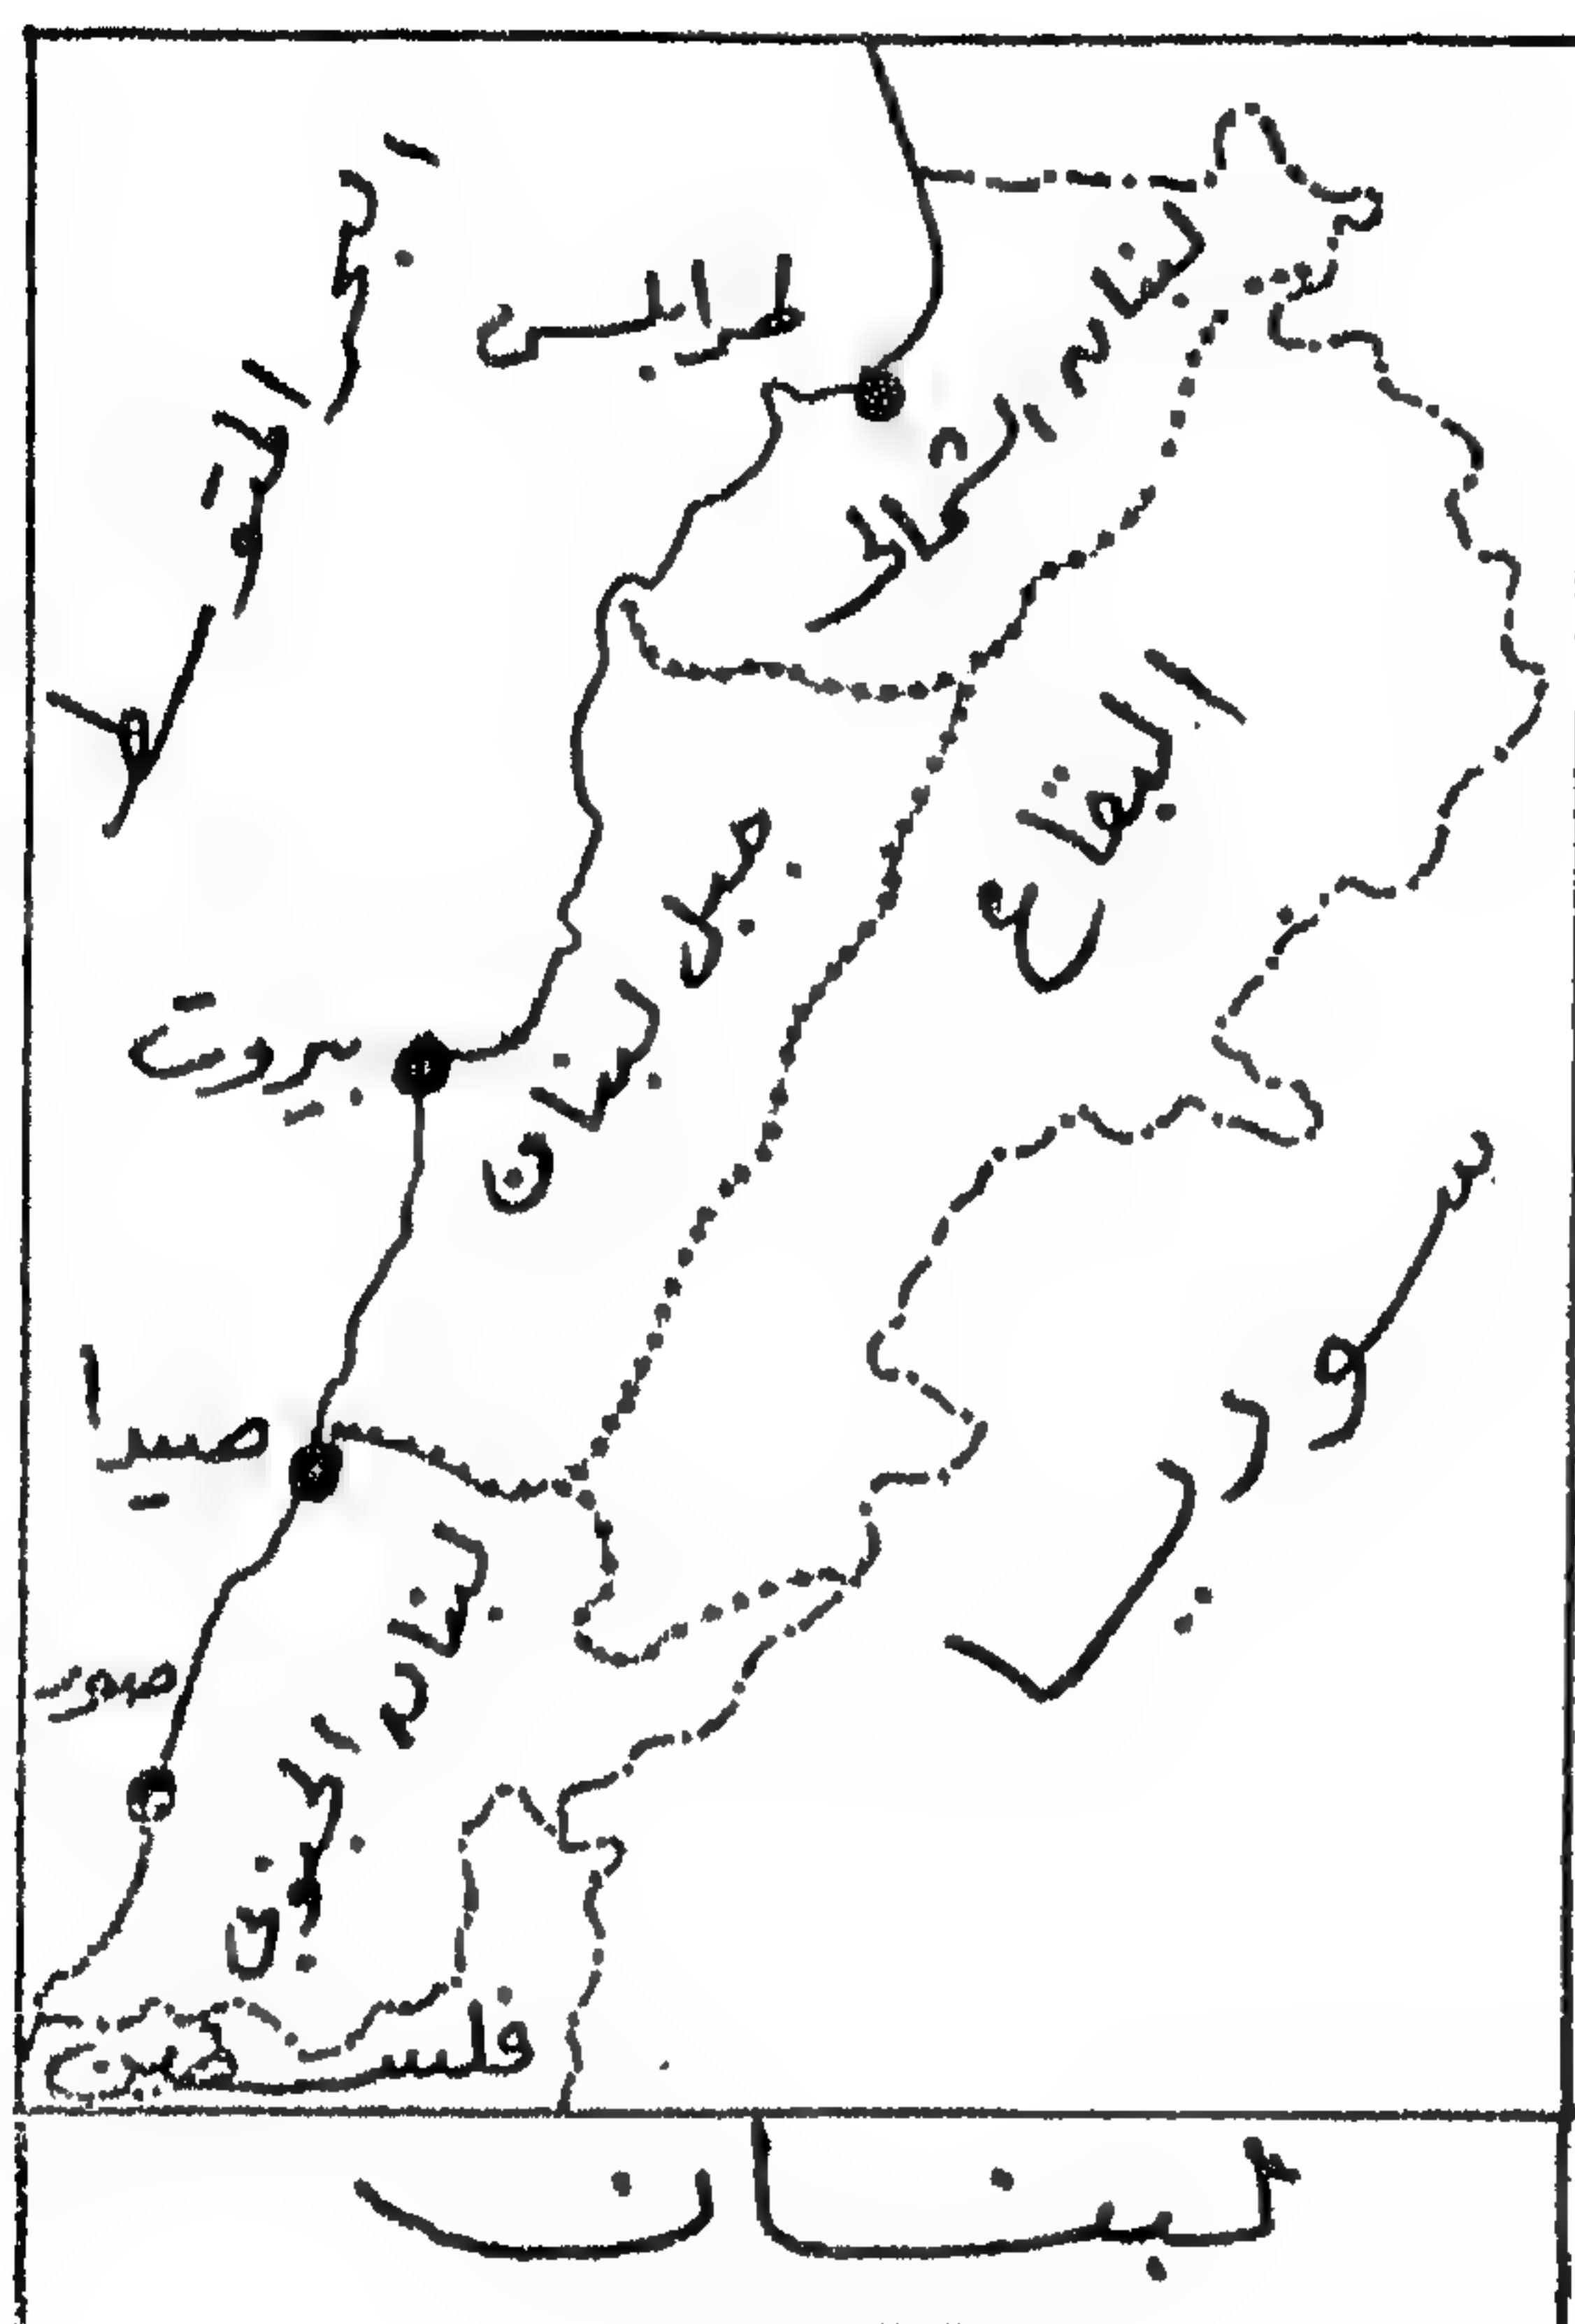 البحر المتوسط
طرابلس
لبنان الشمالي
البقاع
جبل لبنان
بيروت
سوريا
صيدا
صور
لبنان الجنوبي
فلسطين
لبنان